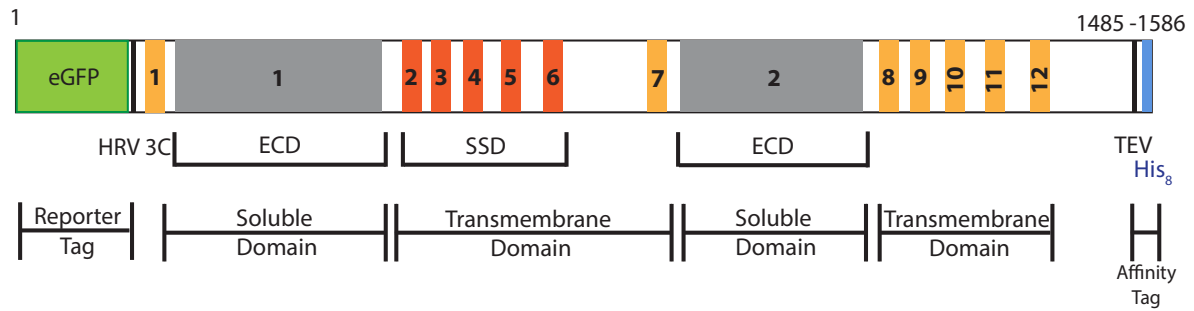 1
1485 -1586
eGFP
1
1
2
3
4
5
6
7
2
8
9
10
11
12
HRV 3C
ECD
SSD
ECD
TEV
His8
Reporter
Tag
Soluble
Domain
Transmembrane
Domain
Soluble
Domain
Transmembrane
Domain
Affinity
Tag